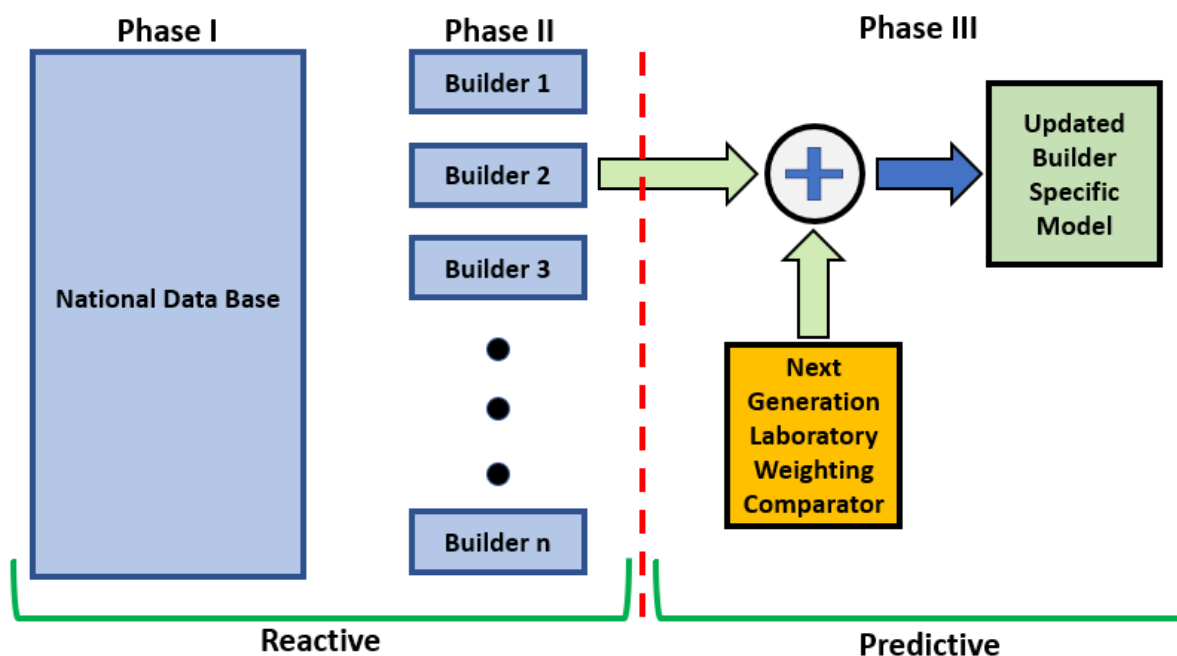 Phase I
Phase II
Phase III
National Data Base
Builder 1
Builder 2
Builder 3
Builder n
Updated
Builder
Specific
Model
Next
Generation
Laboratory
Weighting
Comparator
Reactive
Predictive